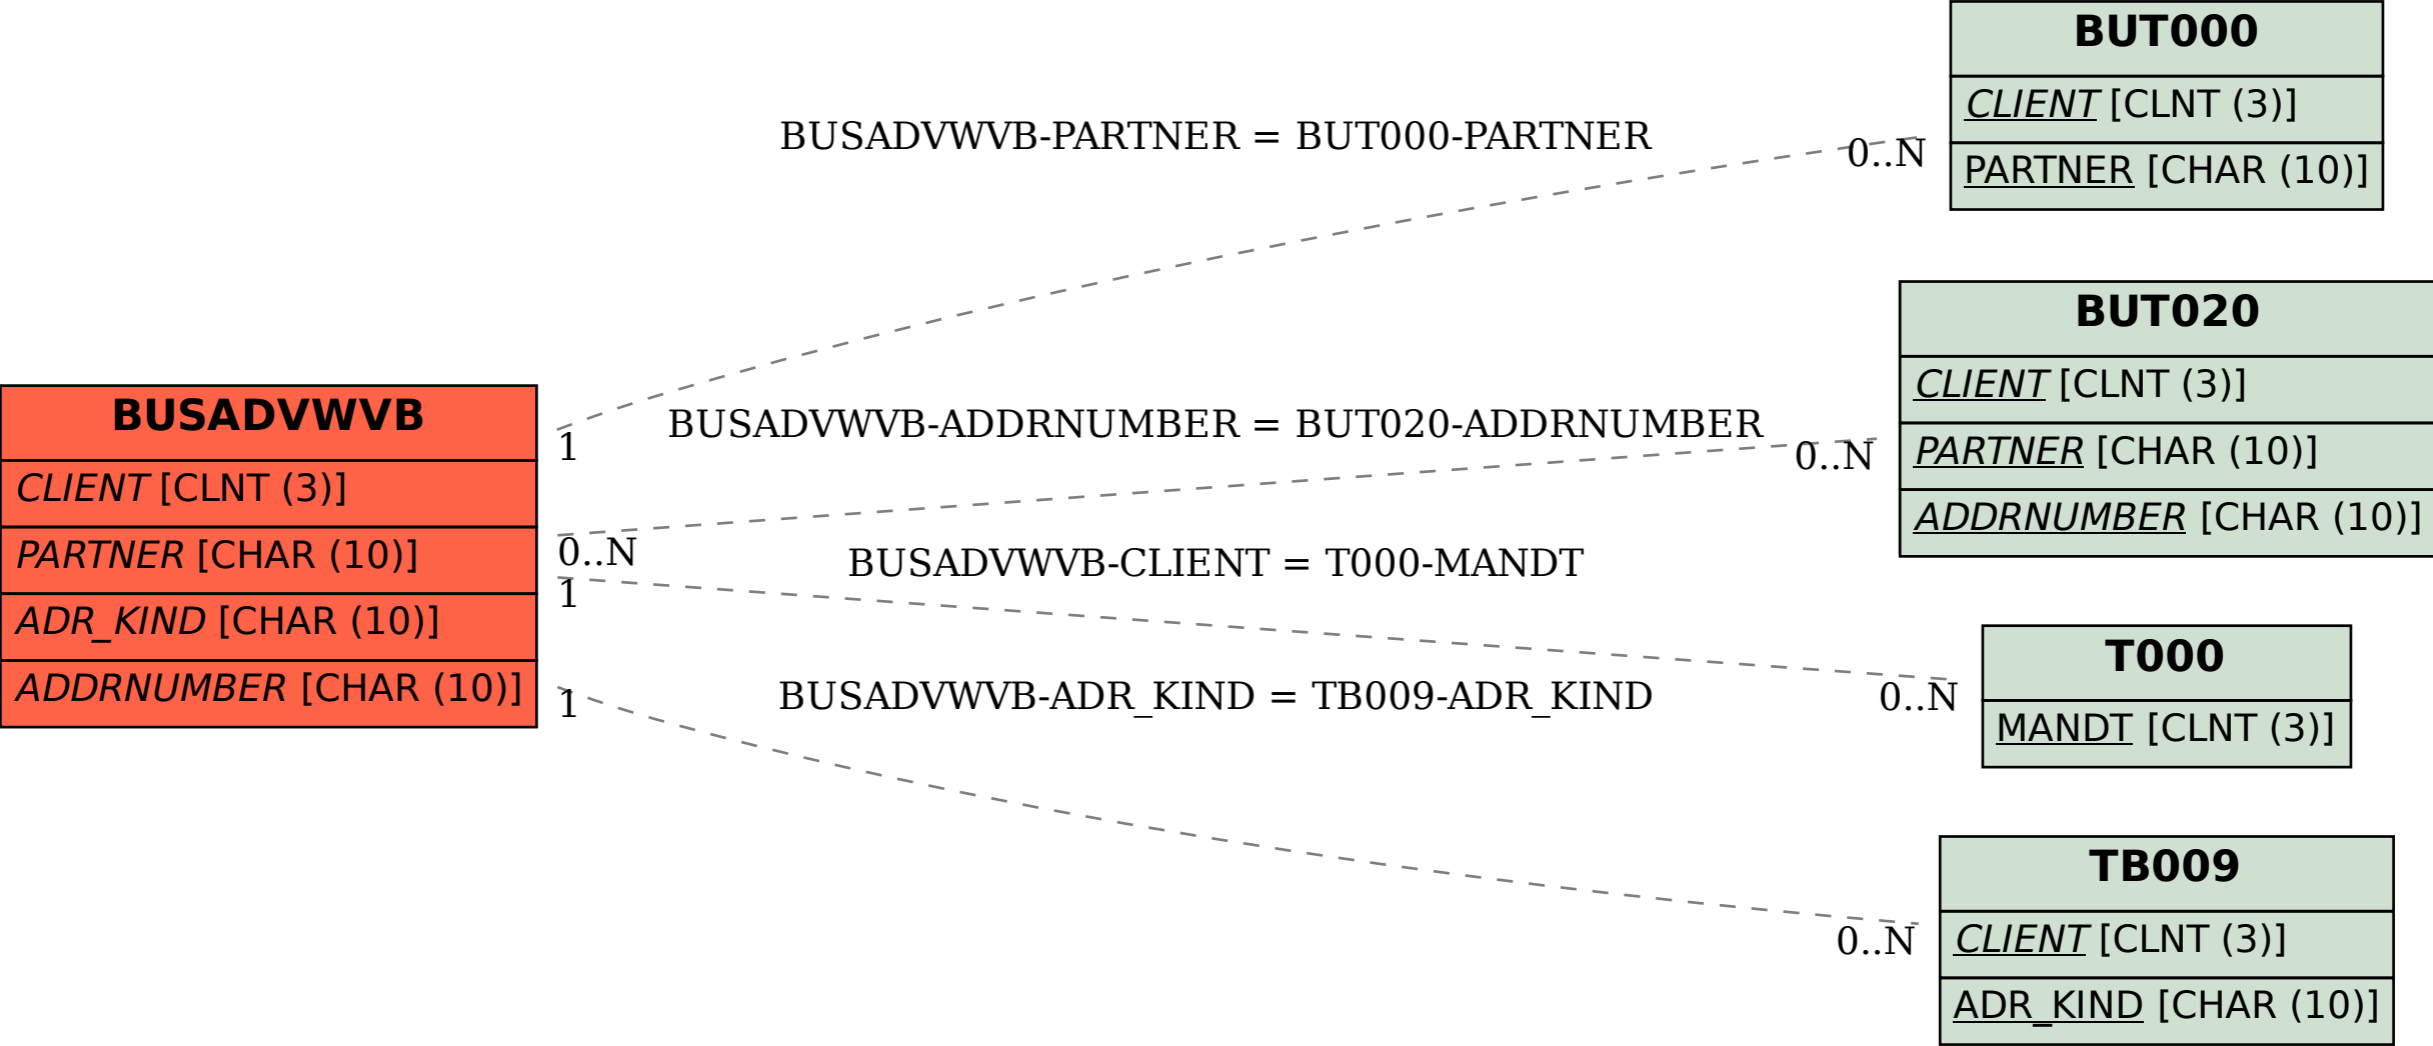 BUSADVWVB
CLIENT [CLNT (3)]
PARTNER [CHAR (10)]
ADR_KIND [CHAR (10)]
ADDRNUMBER [CHAR (10)]
BUSADVWVB-PARTNER = BUT000-PARTNER
1
0..N
BUSADVWVB-ADDRNUMBER = BUT020-ADDRNUMBER
0..N
0..N
BUSADVWVB-CLIENT = T000-MANDT
1
0..N
BUSADVWVB-ADR_KIND = TB009-ADR_KIND
1
0..N
BUT000
CLIENT [CLNT (3)]
PARTNER [CHAR (10)]
BUT020
CLIENT [CLNT (3)]
PARTNER [CHAR (10)]
ADDRNUMBER [CHAR (10)]
T000
MANDT [CLNT (3)]
TB009
CLIENT [CLNT (3)]
ADR_KIND [CHAR (10)]